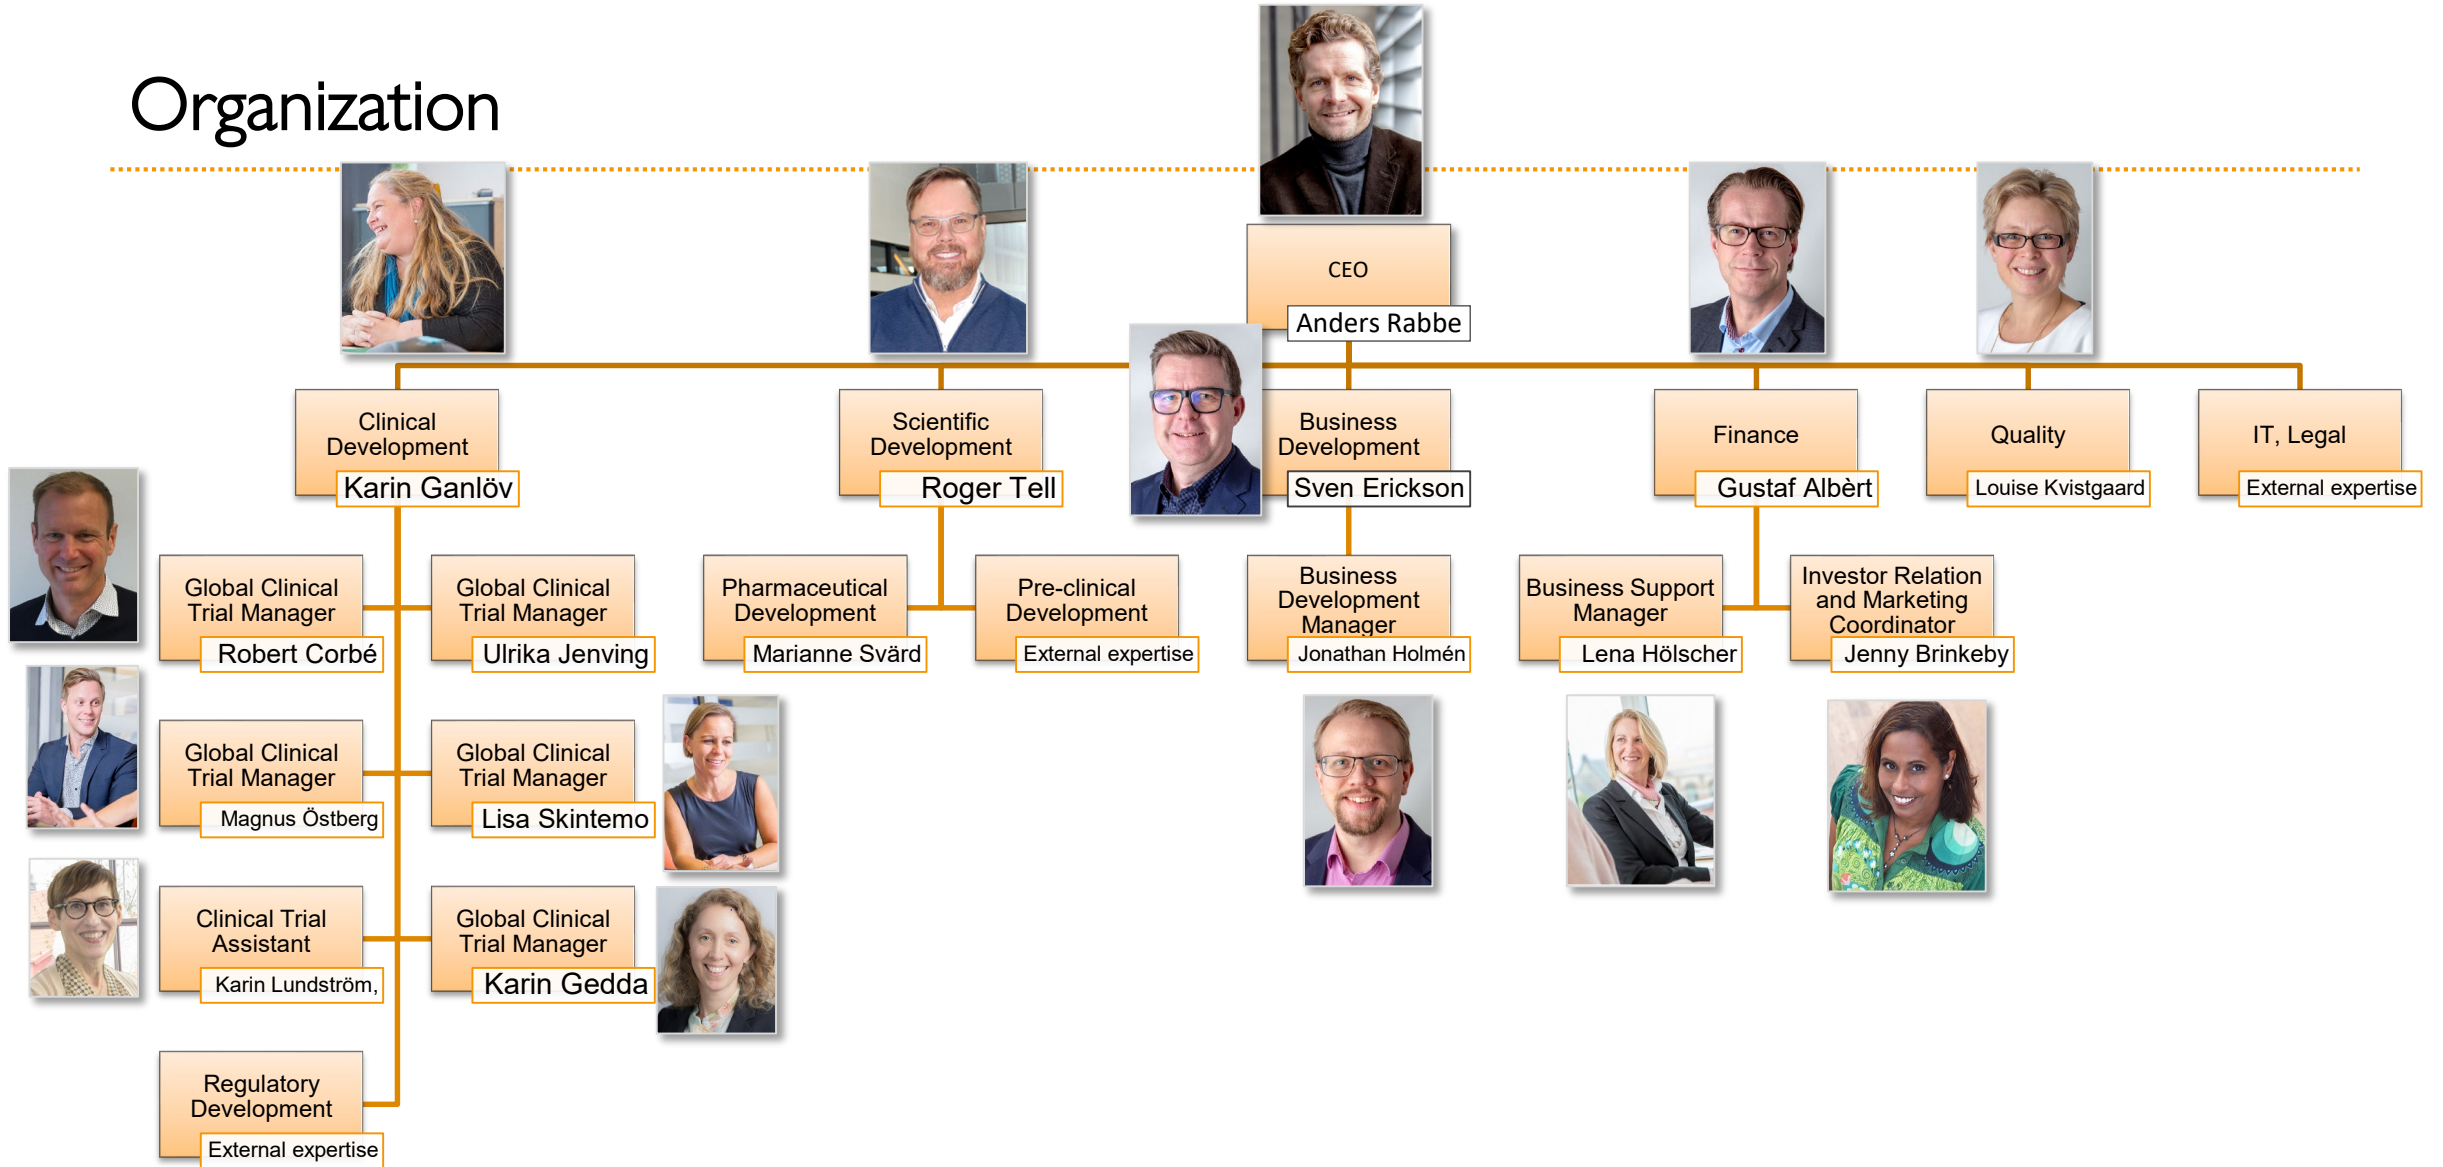 Organization
CEO
Anders Rabbe
Clinical
Development
Karin Ganlöv
Scientific
Development
Roger Tell
Business
Development
Sven Erickson
Finance
Gustaf Albèrt
Quality
Louise Kvistgaard
IT, Legal
External expertise
Global Clinical
Trial Manager
Robert Corbé
Global Clinical
Trial Manager
Ulrika Jenving
Pharmaceutical
Development
Marianne Svärd
Pre-clinical
Development
External expertise
Business
Development
Manager
Jonathan Holmén
Business Support
Manager
Lena Hölscher
Investor Relation
and Marketing
Coordinator
Jenny Brinkeby
Global Clinical
Trial Manager
Magnus Östberg
Global Clinical
Trial Manager
Lisa Skintemo
Clinical Trial
Assistant
Karin Lundström,
Global Clinical
Trial Manager
Karin Gedda
Regulatory
Development
External expertise